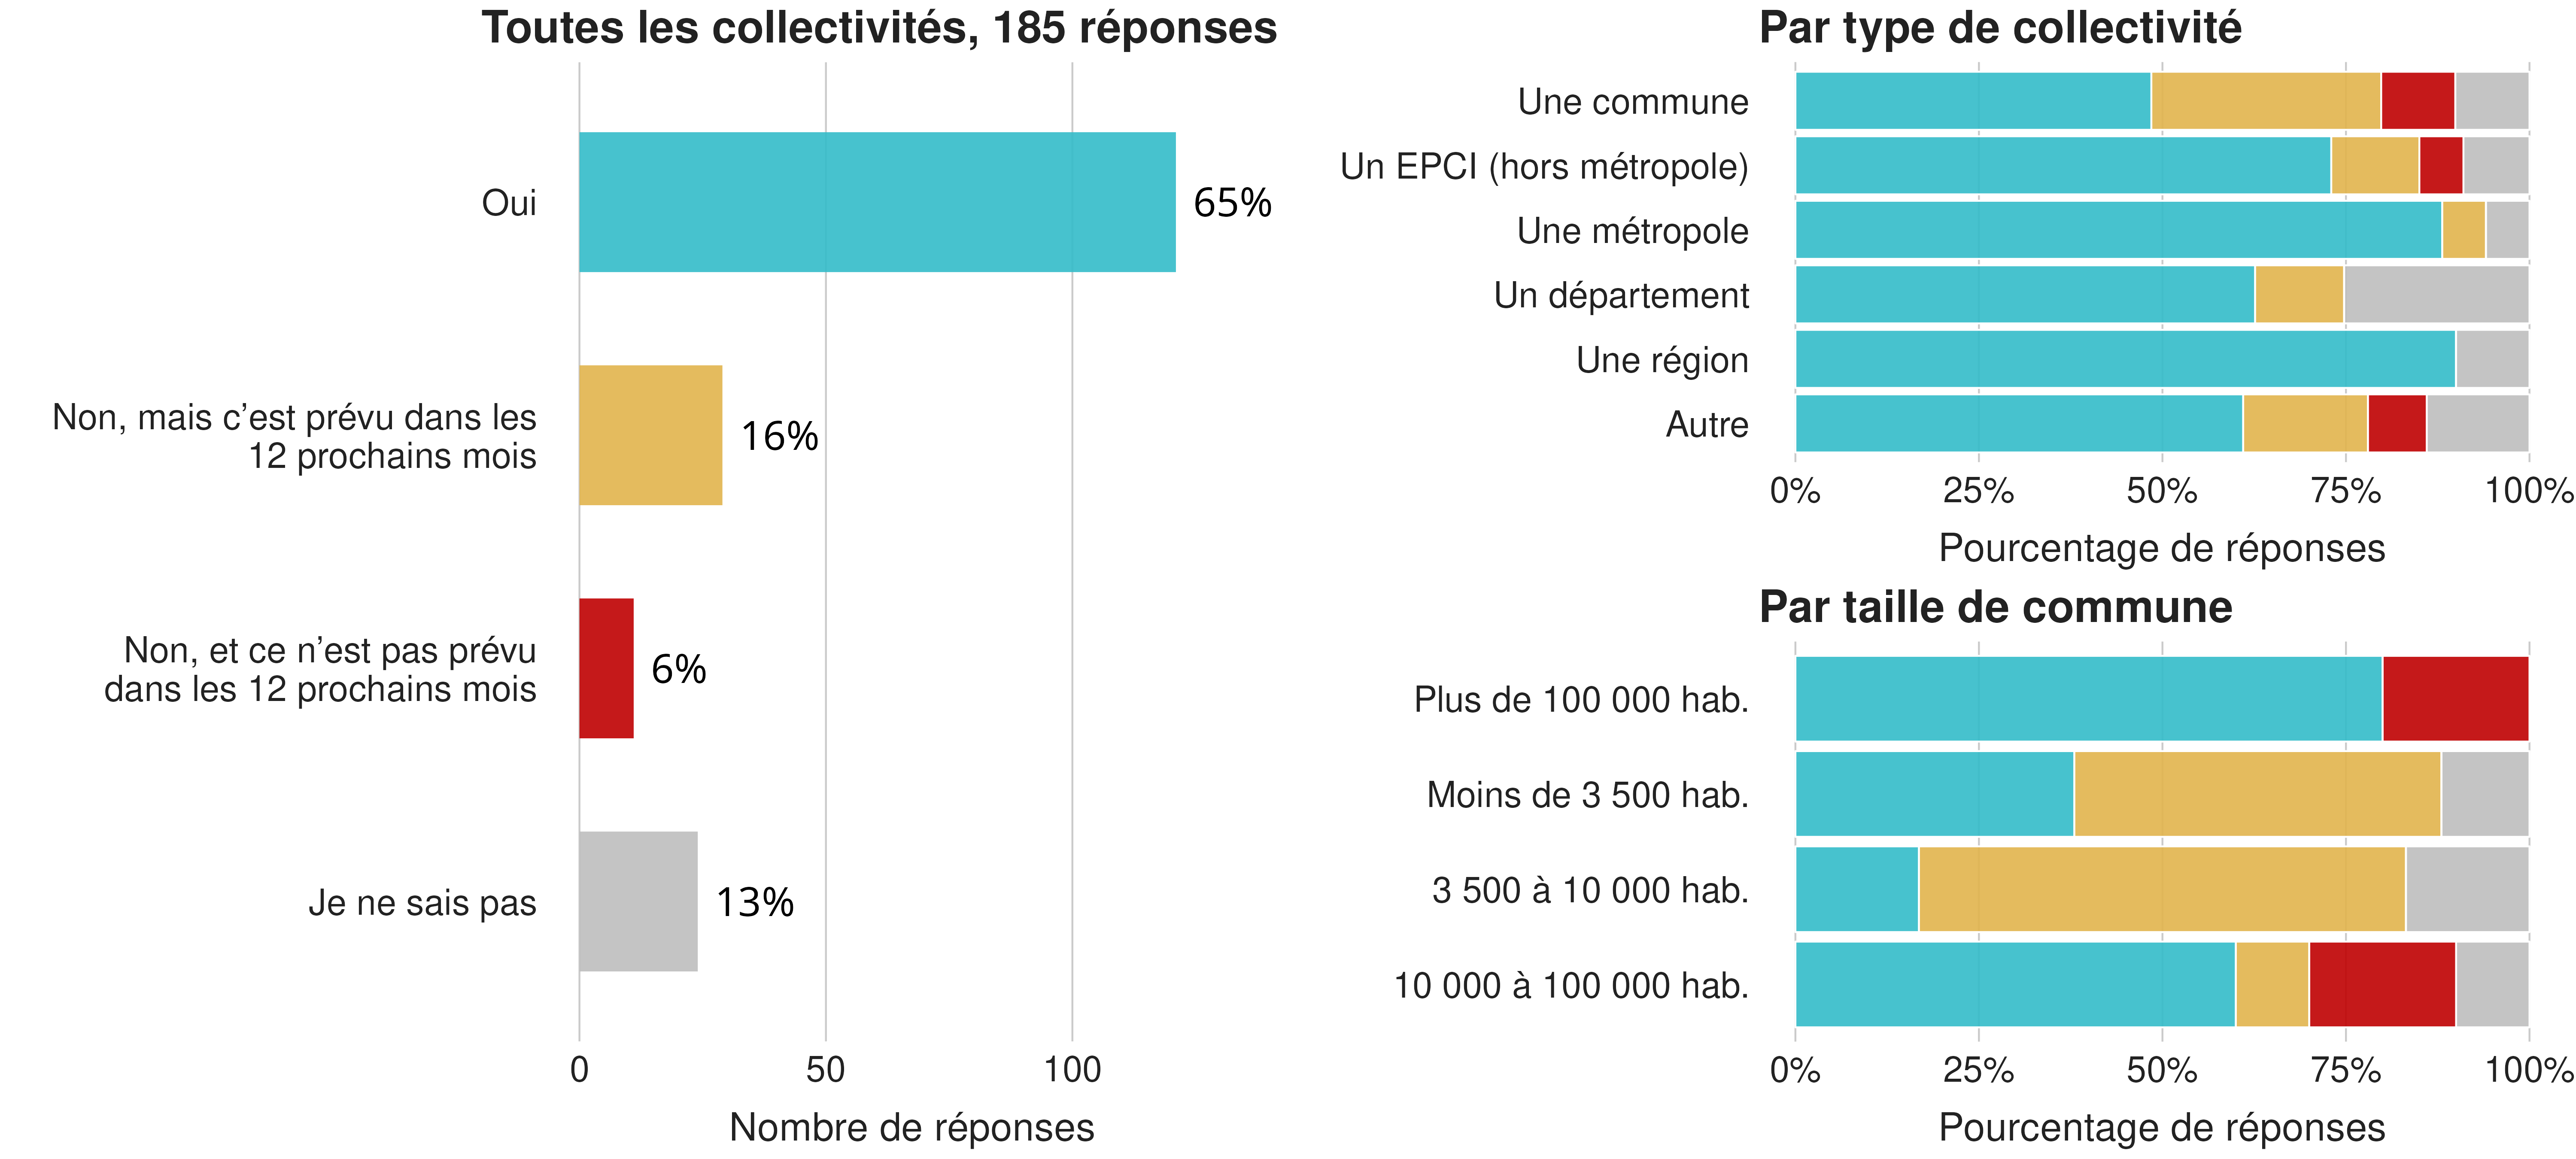 Toutes les collectivités, 185 réponses
Oui
65%
Non, mais c’est prévu dans les
12 prochains mois
16%
Non, et ce n’est pas prévu
dans les 12 prochains mois
6%
Je ne sais pas
13%
0 50 100
Nombre de réponses
Par type de collectivité
Une commune
Un EPCI (hors métropole)
Une métropole
Un département
Une région
Autre
0% 25% 50% 75% 100%
Pourcentage de réponses
Par taille de commune
Plus de 100 000 hab.
Moins de 3 500 hab.
3 500 à 10 000 hab.
10 000 à 100 000 hab.
0% 25% 50% 75% 100%
Pourcentage de réponses